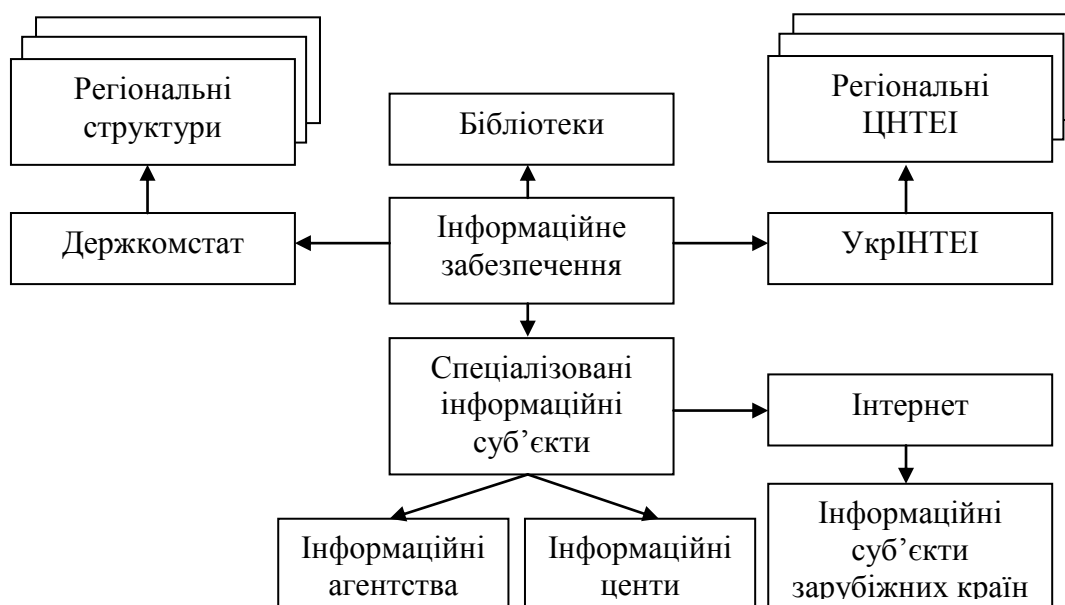 Регіональні
структури
Бібліотеки
Регіональні
ЦНТЕІ
Держкомстат
Інформаційне
забезпечення
УкрІНТЕІ
Спеціалізовані
інформаційні
суб’єкти
Інтернет
Інформаційні
агентства
Інформаційні
центи
Інформаційні
суб’єкти
зарубіжних країн